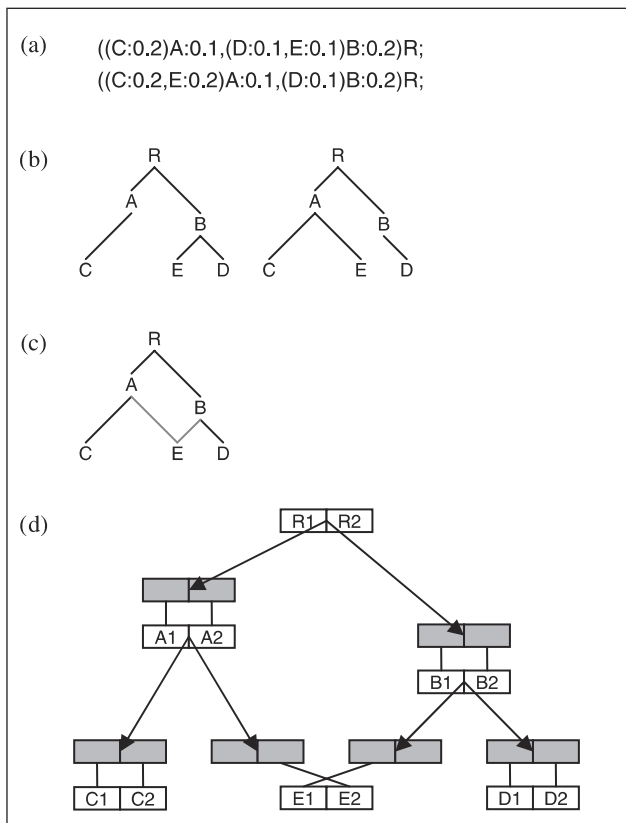 (a) ((C:0.2)A:0.1,(D:0.1,E:0.1)B:0.2)R;
((C:0.2,E:0.2)A:0.1,(D:0.1)B:0.2)R;
(b) R R
A A
B B
C E D C E D
(c) R
A
B
C E D
(d) R1 R2
A1 A2
B1 B2
C1 C2 E1 E2 D1 D2